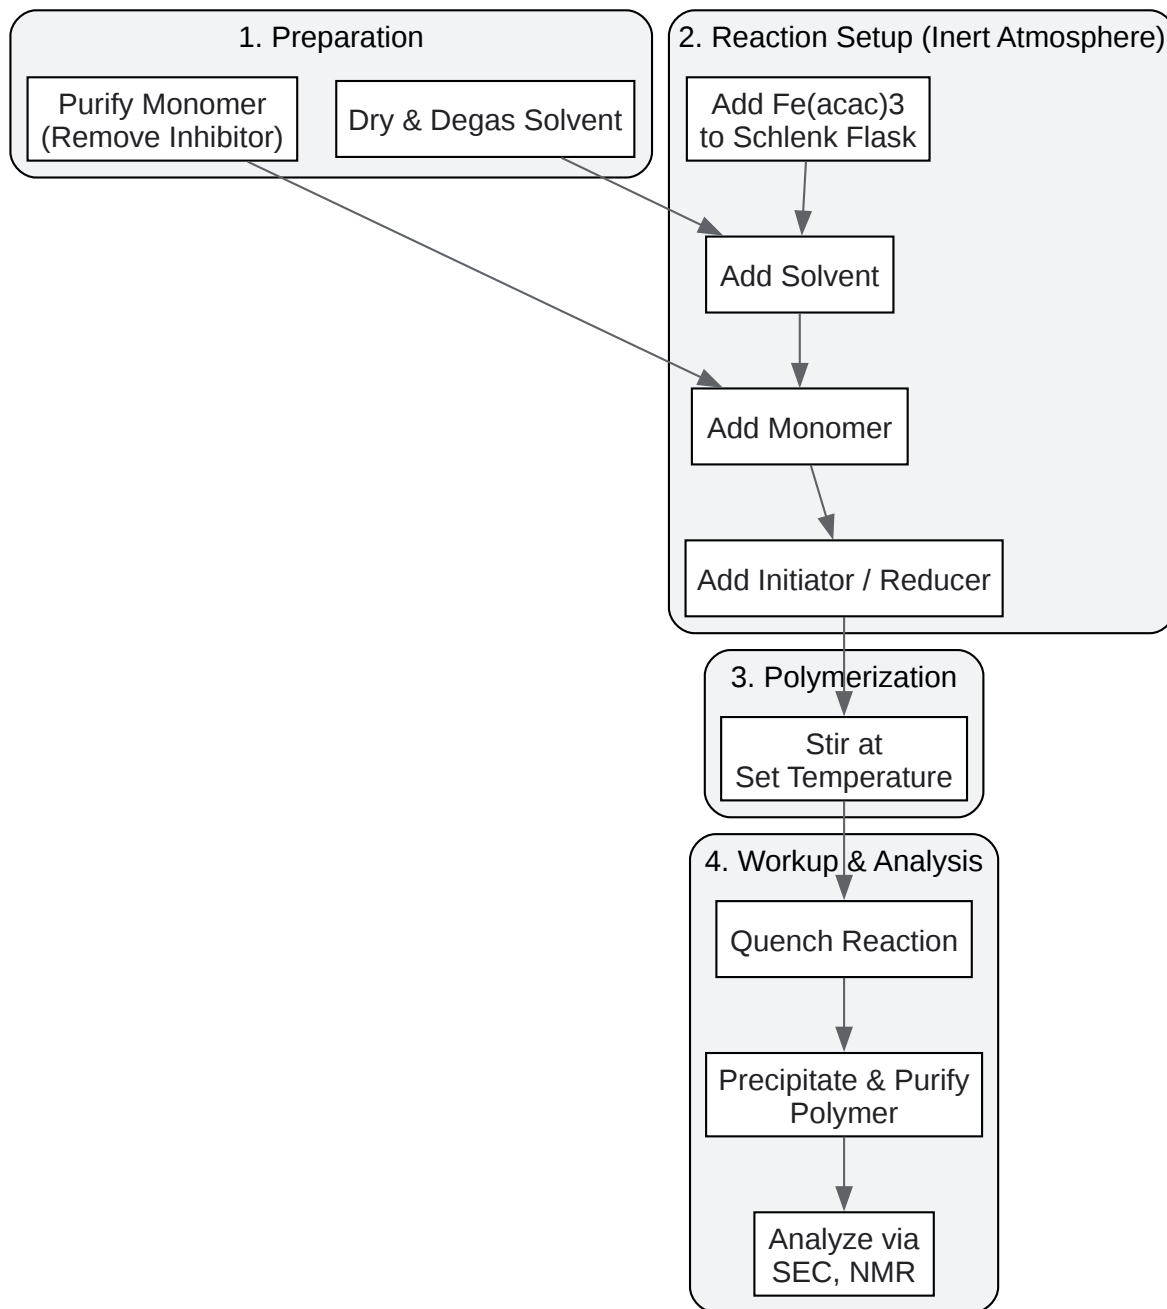 1. Preparation
Purify Monomer
(Remove Inhibitor)
Dry & Degas Solvent
2. Reaction Setup (Inert Atmosphere)
Add Fe(acac)3
to Schlenk Flask
Add Solvent
Add Monomer
Add Initiator / Reducer
3. Polymerization
Stir at
Set Temperature
4. Workup & Analysis
Quench Reaction
Precipitate & Purify
Polymer
Analyze via
SEC, NMR